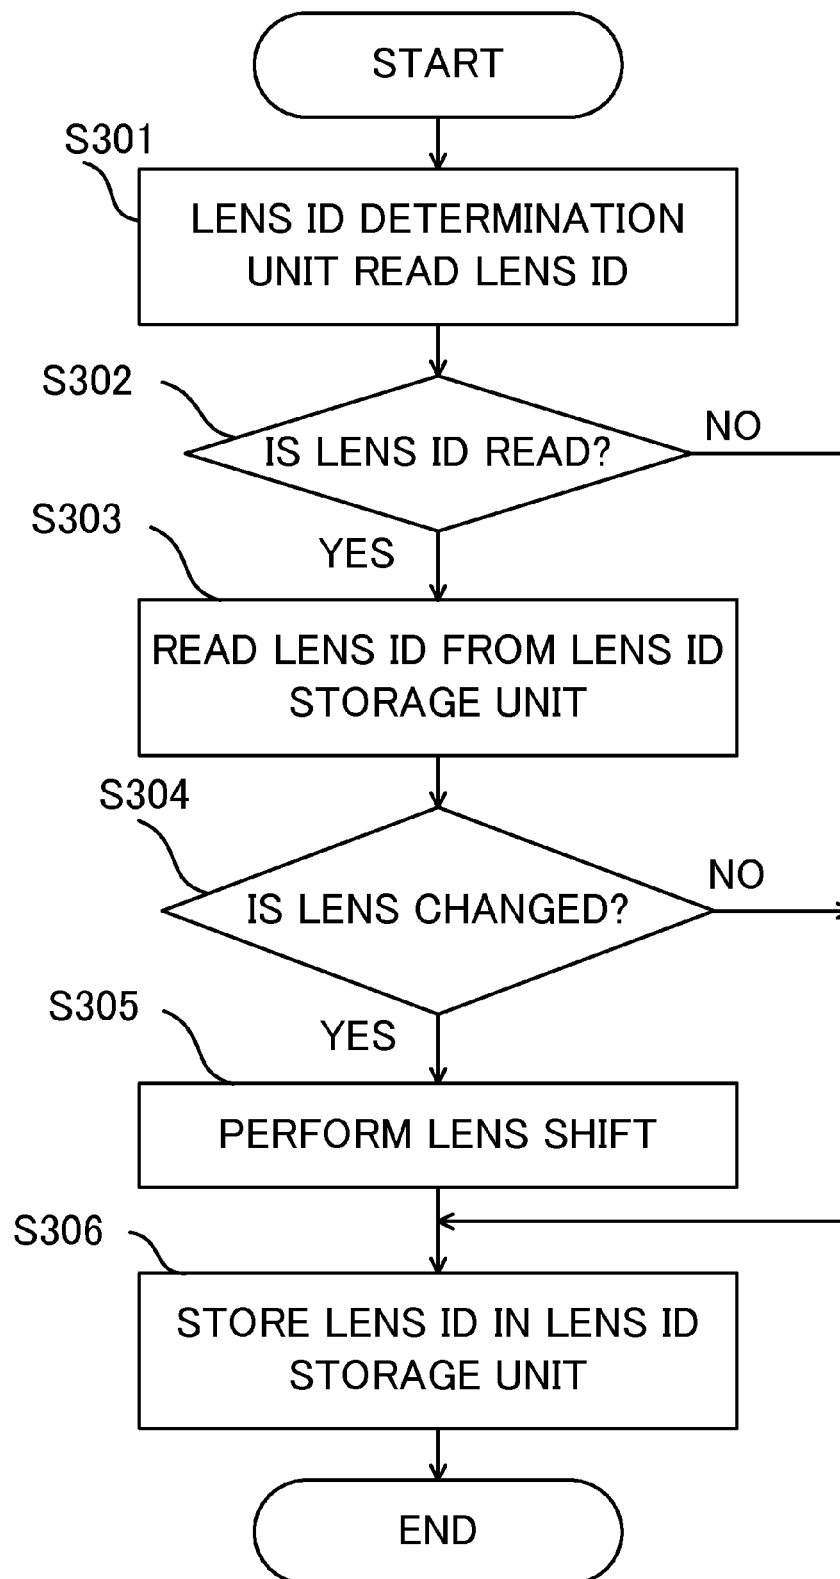 START
S301
LENS ID DETERMINATION
UNIT READ LENS ID
S302
IS LENS ID READ?
NO
YES
S303
READ LENS ID FROM LENS ID
STORAGE UNIT
S304
IS LENS CHANGED?
NO
YES
S305
PERFORM LENS SHIFT
S306
STORE LENS ID IN LENS ID
STORAGE UNIT
END